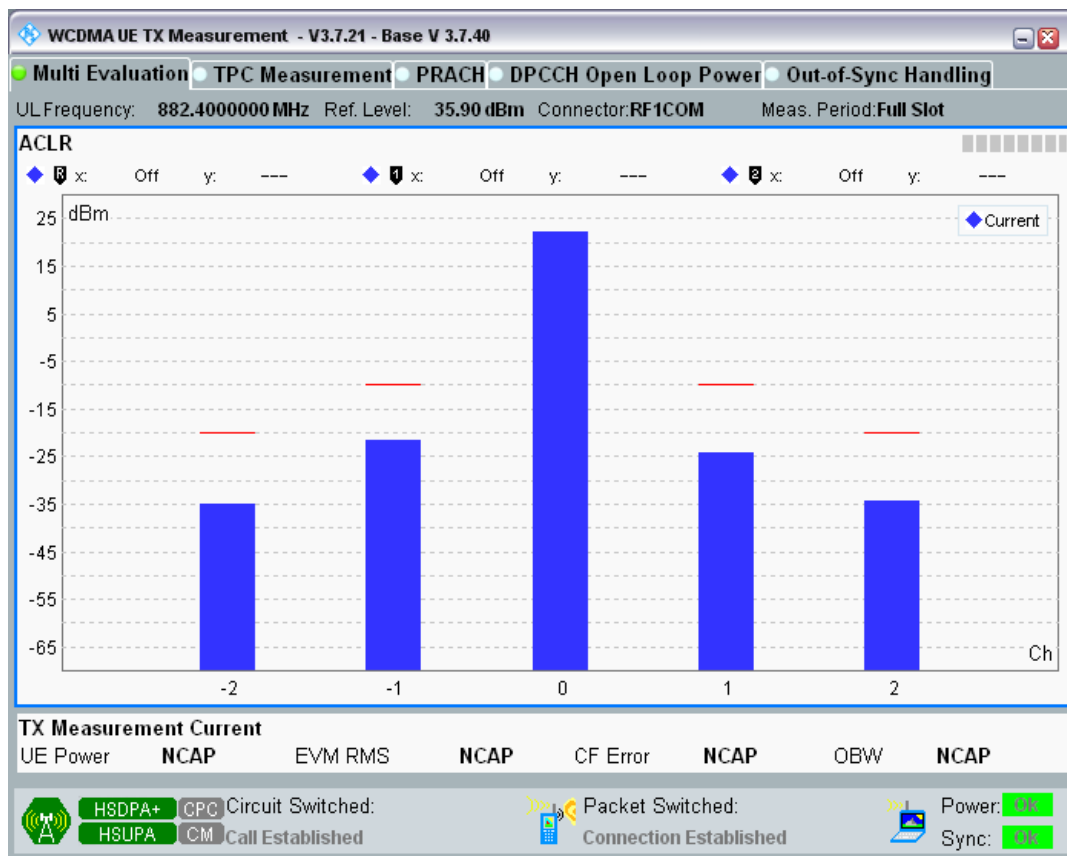 WCDMA UE TX Measurement - V3.7.21 - Base V 3.7.40
Multi Evaluation TPC Measurement PRACH DPCCH Open Loop Power Out-of-Sync Handling
UL Frequency: 882.4000000 MHz Ref. Level: 35.90 dBm Connector:RF1COM Meas. Period:Full Slot
ACLR
R x: Off y: --- 1 x: Off y: --- 2 x: Off y: ---
dBm
Current
25
15
5
-5
-15
-25
-35
-45
-55
-65
Ch
-2 -1 0 1 2
TX Measurement Current
UE Power NCAP EVM RMS NCAP CF Error NCAP OBW NCAP
HSDPA+ CPC Circuit Switched: Packet Switched: Power: Ok
HSUPA CM Call Established Connection Established Sync: Ok